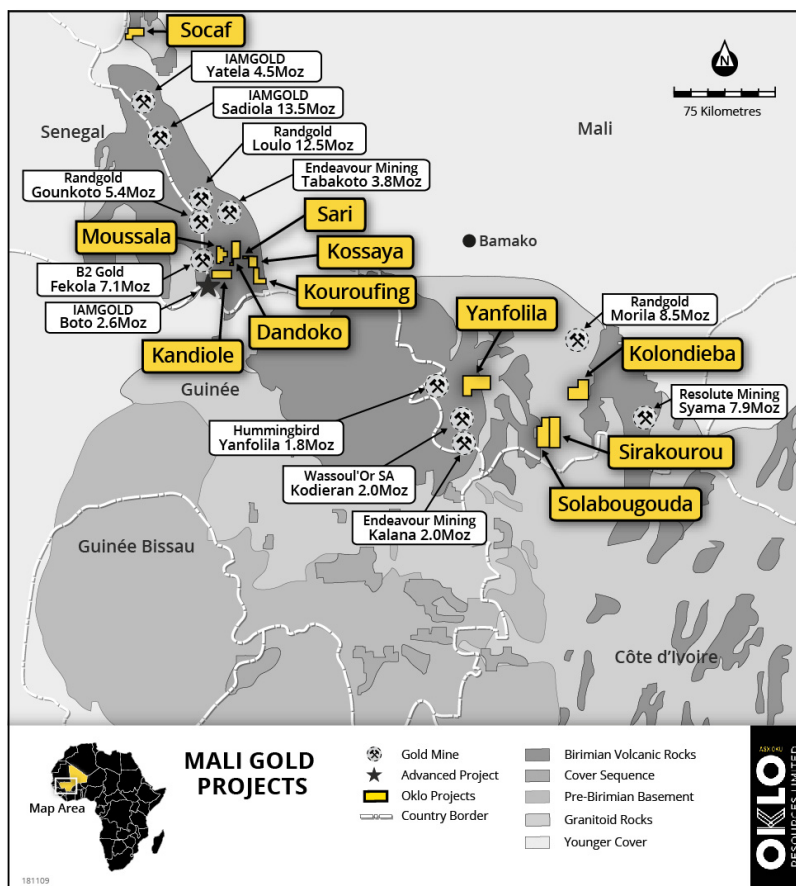 Socaf
IAMGOLD
Yatela 4.5Moz
IAMGOLD
Sadiola 13.5Moz
N
75 Kilometres
Senegal
Mali
Randgold
Loulo 12.5Moz
Endeavour Mining
Tabakoto 3.8Moz
Randgold
Gounkoto 5.4Moz
Sari
Moussala
Kossaya
Bamako
B2 Gold
Fekola 7.1Moz
Kouroufing
IAMGOLD
Boto 2.6Moz
Dandoko
Yanfolila
Randgold
Morila 8.5Moz
Kandiole
Kolondieba
Guinée
Resolute Mining
Syama 7.9Moz
Hummingbird
Yanfolila 1.8Moz
Sirakourou
Wassoul'Or SA
Kodieran 2.0Moz
Solabougouda
Endeavour Mining
Kalana 2.0Moz
Guinée Bissau
Côte d'Ivoire
Map Area
MALI GOLD
PROJECTS
Gold Mine
Advanced Project
Oklo Projects
Country Border
Birimian Volcanic Rocks
Cover Sequence
Pre-Birimian Basement
Granitoid Rocks
Younger Cover
ASX:OKU
OKLO
RESOURCES LIMITED
181109